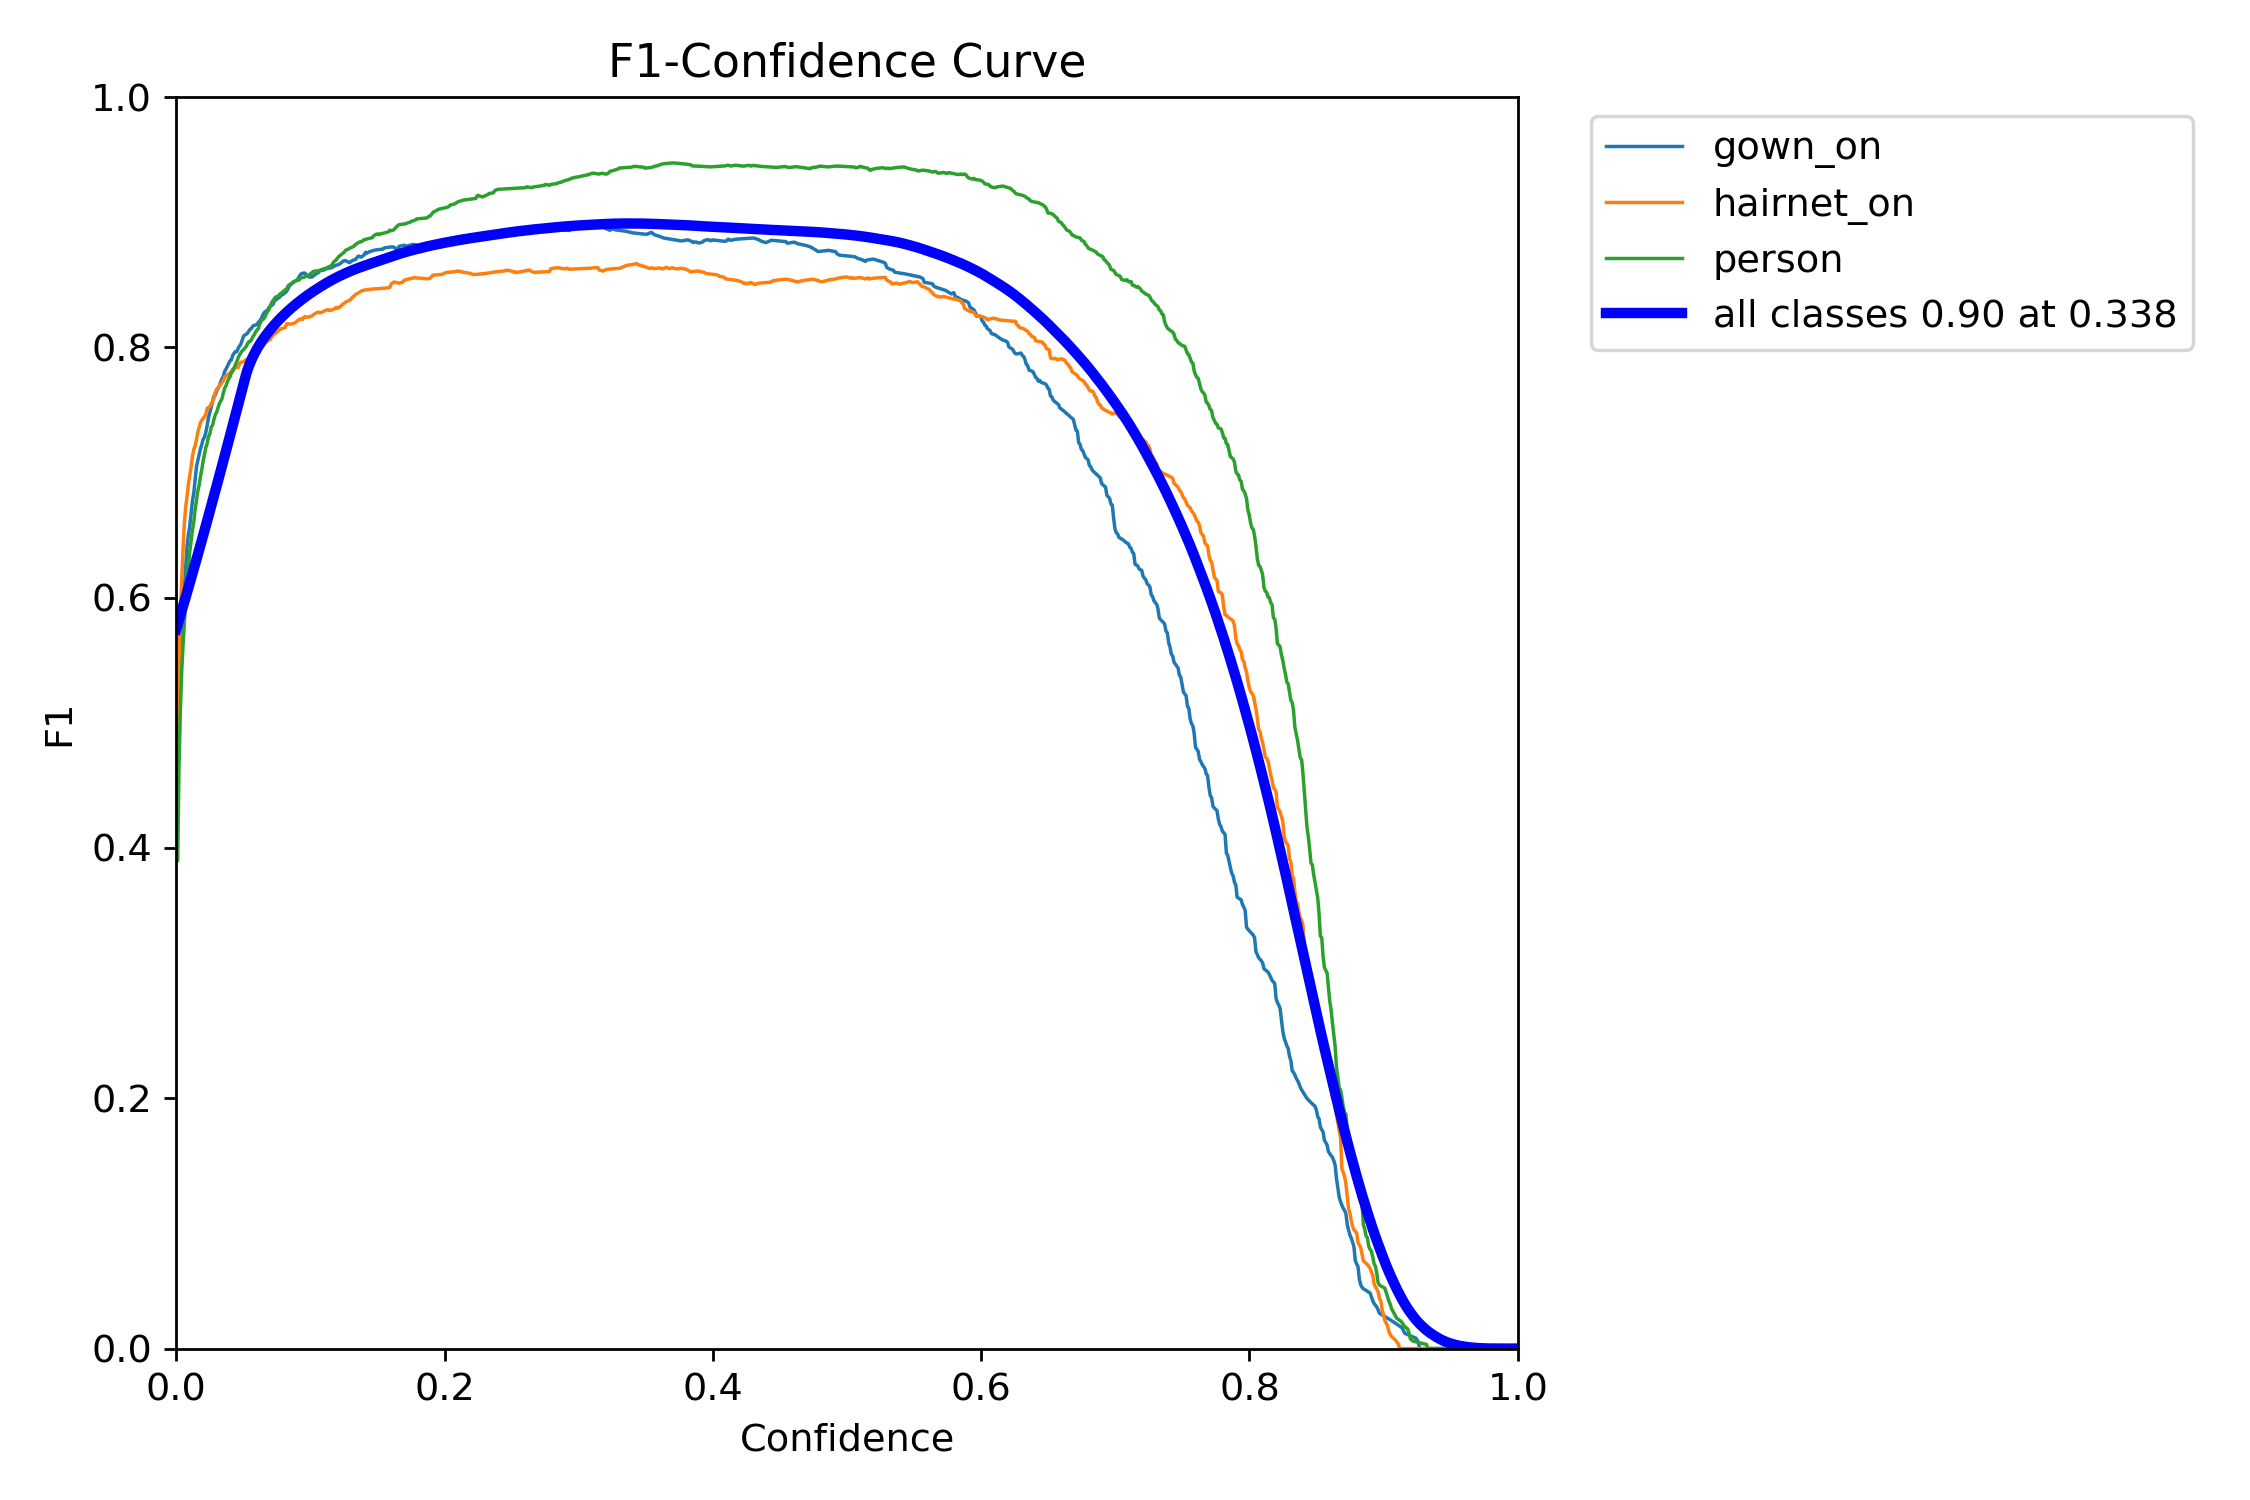 F1-Confidence Curve
1.0
0.8
0.6
0.4
0.2
0.0
F1
0.0 0.2 0.4 0.6 0.8 1.0
Confidence
gown_on
hairnet_on
person
all classes 0.90 at 0.338